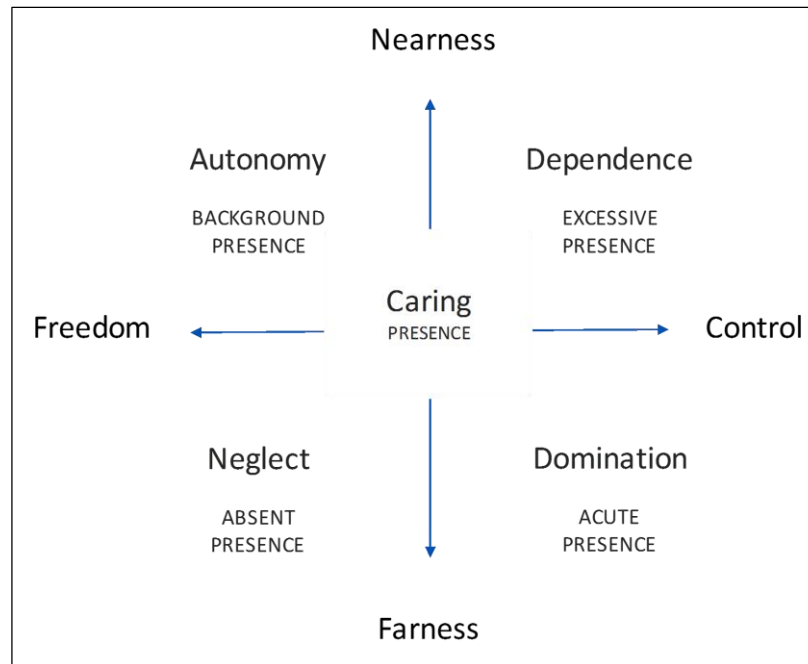 Nearness
Autonomy
Dependence
BACKGROUND
PRESENCE
EXCESSIVE
PRESENCE
Caring
PRESENCE
Freedom
Control
Neglect
Domination
ABSENT
PRESENCE
ACUTE
PRESENCE
Farness